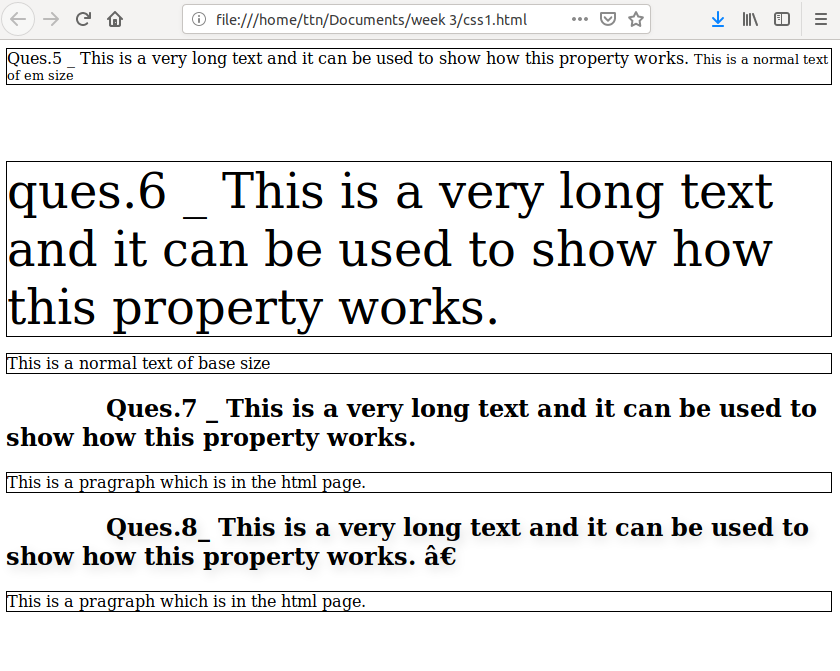 file:///home/ttn/Documents/week 3/css1.html
Ques.5 _ This is a very long text and it can be used to show how this property works. This is a normal text
of em size
ques.6 _ This is a very long text
and it can be used to show how
this property works.
This is a normal text of base size
Ques.7 _ This is a very long text and it can be used to
show how this property works.
This is a pragraph which is in the html page.
Ques.8_ This is a very long text and it can be used to
show how this property works. â€
This is a pragraph which is in the html page.